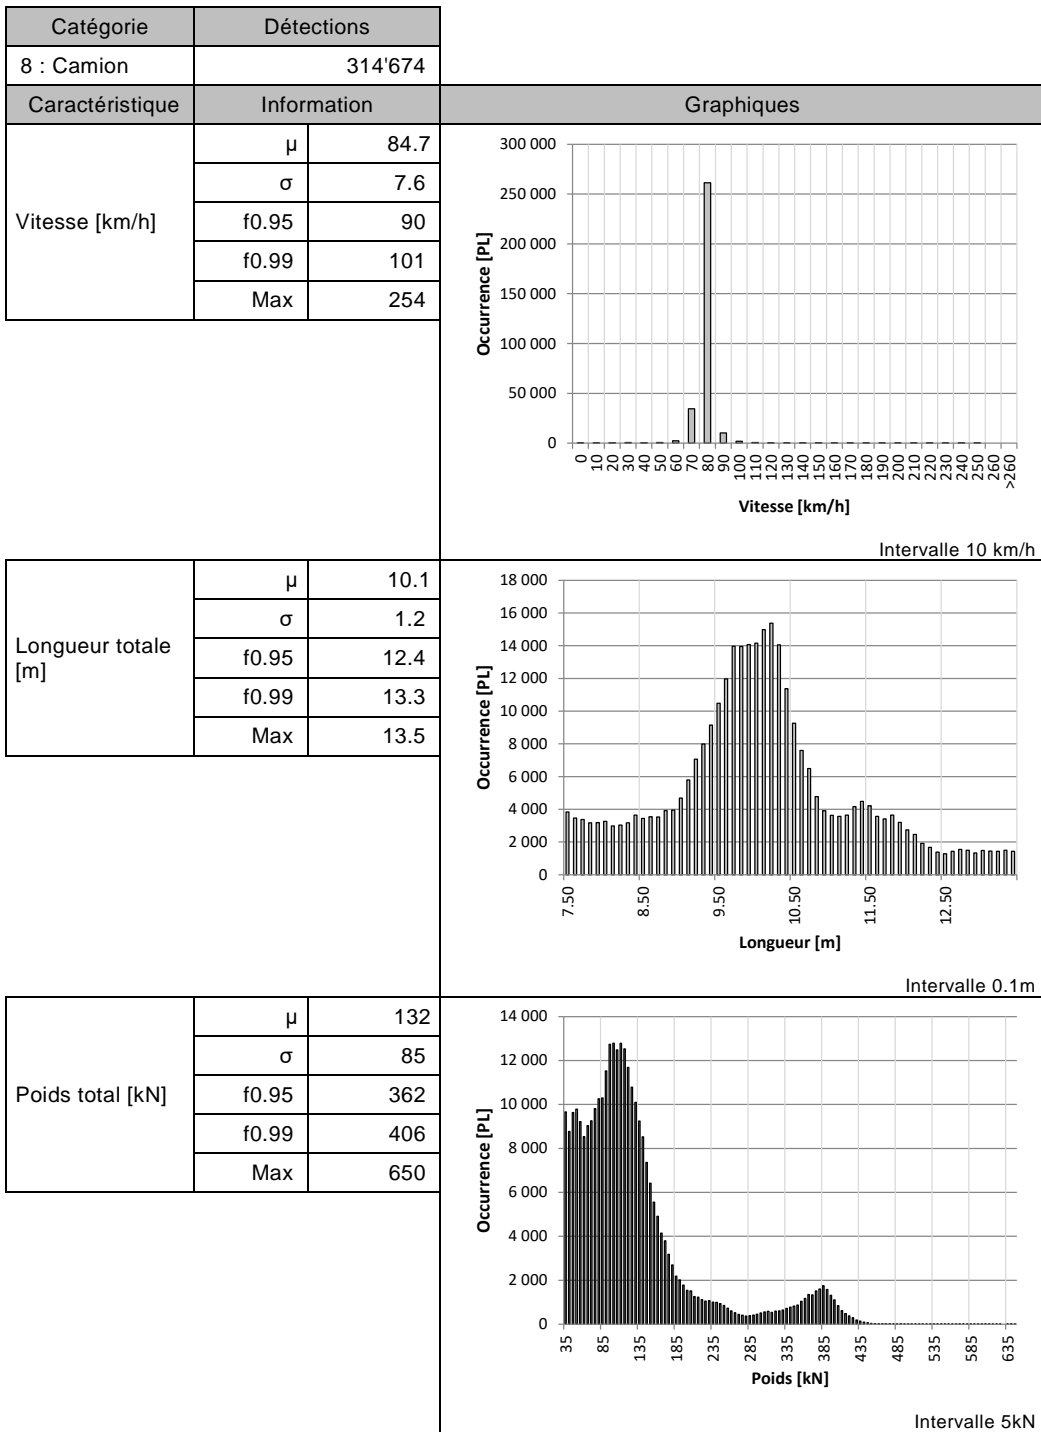 Catégorie Détections
8 : Camion 314'674
Caractéristique Information Graphiques
Vitesse [km/h]
µ 84.7
σ 7.6
f0.95 90
f0.99 101
Max 254
300 000
250 000
200 000
150 000
100 000
50 000
0
Occurrence [PL]
0 10 20 30 40 50 60 70 80 90 100 110 120 130 140 150 160 170 180 190 200 210 220 230 240 250 260 >260
Vitesse [km/h]
Intervalle 10 km/h
Longueur totale
[m]
µ 10.1
σ 1.2
f0.95 12.4
f0.99 13.3
Max 13.5
18 000
16 000
14 000
12 000
10 000
8 000
6 000
4 000
2 000
0
Occurrence [PL]
7.50 8.50 9.50 10.50 11.50 12.50
Longueur [m]
Intervalle 0.1m
Poids total [kN]
µ 132
σ 85
f0.95 362
f0.99 406
Max 650
14 000
12 000
10 000
8 000
6 000
4 000
2 000
0
Occurrence [PL]
35 85 135 185 235 285 335 385 435 485 535 585 635
Poids [kN]
Intervalle 5kN